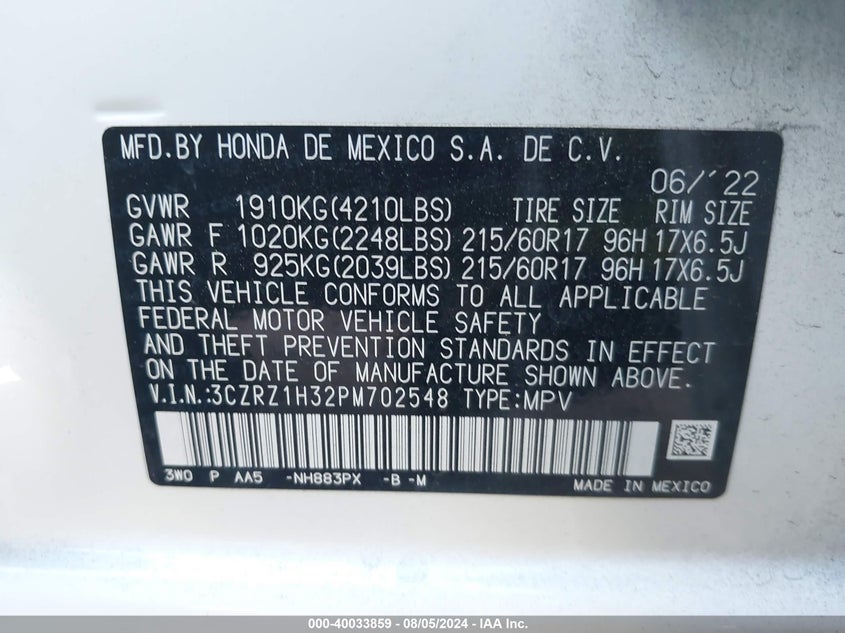 MFD.BY HONDA DE MEXICO S.A. DE C.V.
06/'22
GVWR 1910KG(4210LBS) TIRE SIZE RIM SIZE
GAWR F 1020KG(2248LBS) 215/60R17 96H 17X6.5J
GAWR R 925KG(2039LBS) 215/60R17 96H 17X6.5J
THIS VEHICLE CONFORMS TO ALL APPLICABLE
FEDERAL MOTOR VEHICLE SAFETY
AND THEFT PREVENTION STANDARDS IN EFFECT
ON THE DATE OF MANUFACTURE SHOWN ABOVE.
V.I.N.:3CZRZ1H32PM702548 TYPE:MPV
3W0 P AA5 -NH883PX -B -M
MADE IN MEXICO
000-40033859 - 08/05/2024 - IAA Inc.